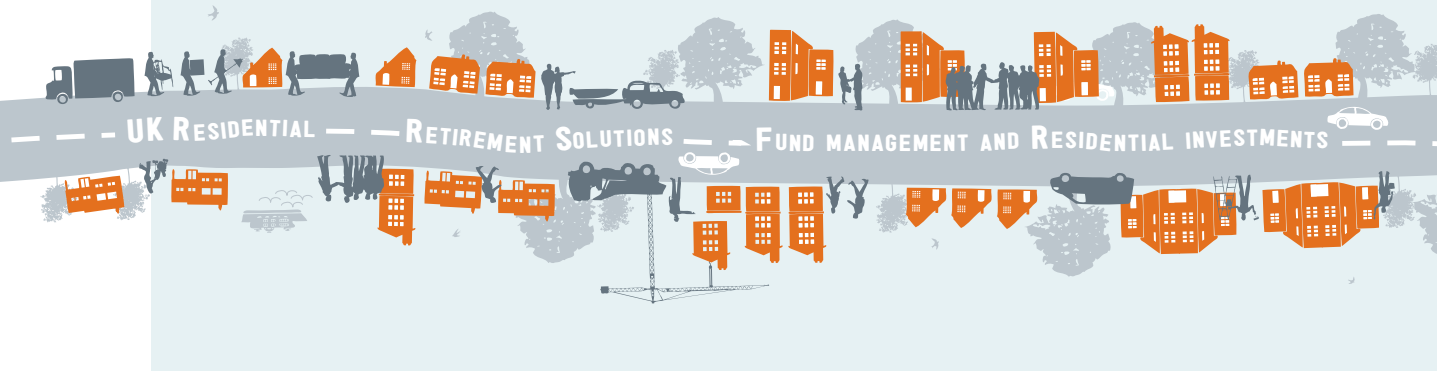 UK Residential
Retirement Solutions
Fund management and Residential investments